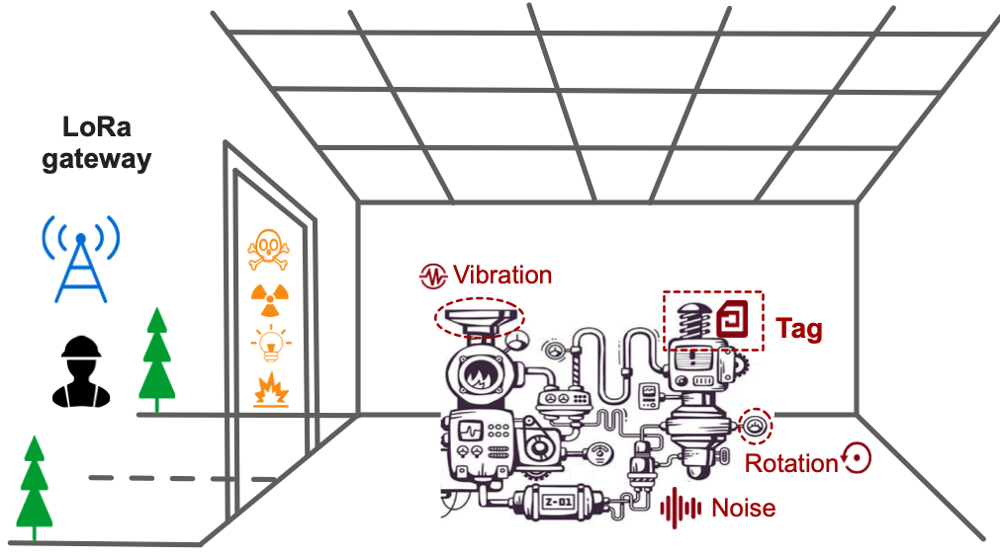 LoRa
gateway
Vibration
Tag
Rotation
Noise
Z-01